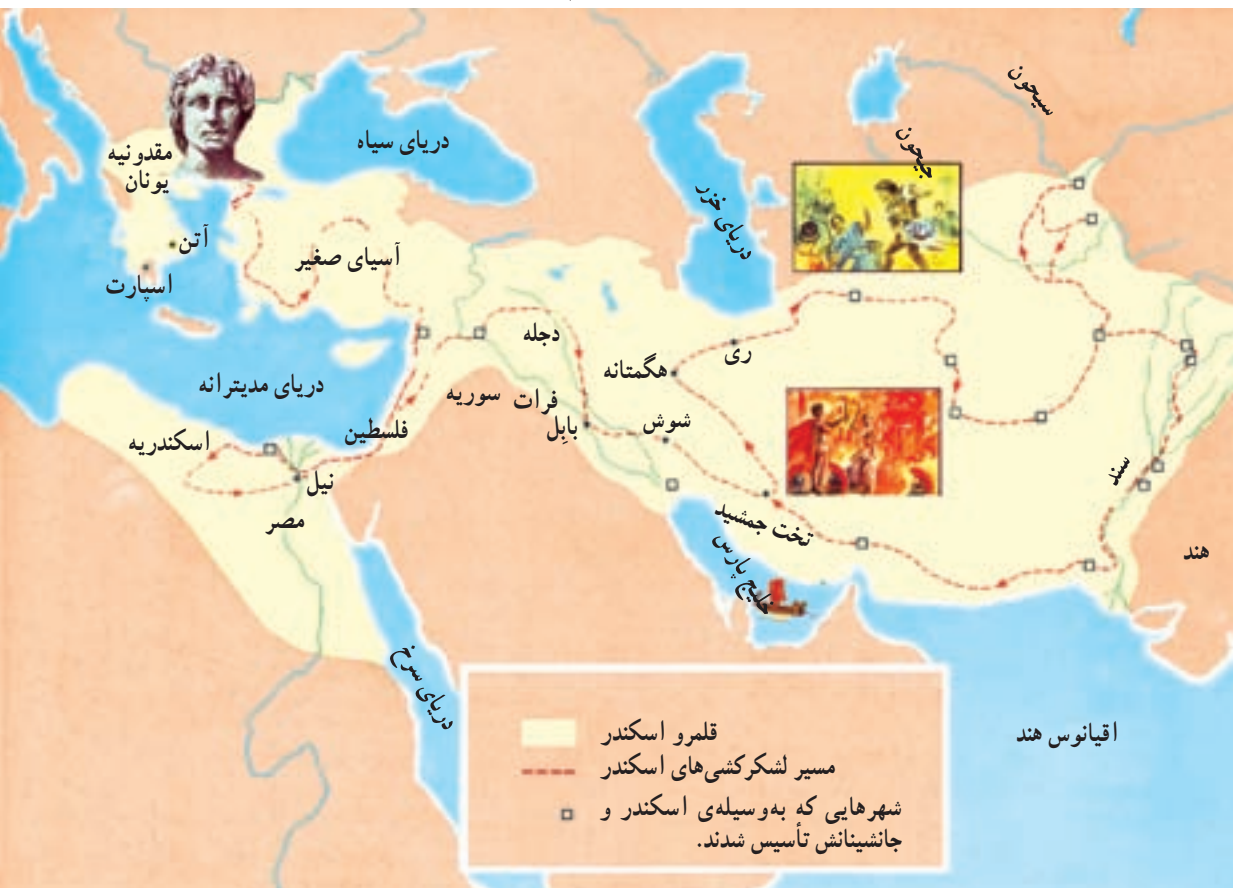 سیحون
جیحون
دریای سیاه
مقدونیه
یونان
دریای خزر
آتن
آسیای صغیر
اسپارت
دجله
ری
هگمتانه
دریای مدیترانه
سوریه
فرات
شوش
بابِل
فلسطین
اسکندریه
نیل
سند
مصر
تخت جمشید
هند
خلیج پارس
دریای سرخ
قلمرو اسکندر
اقیانوس هند
مسیر لشکرکشی‌های اسکندر
شهرهایی که به‌وسیله‌ی اسکندر و
جانشینانش تأسیس شدند.